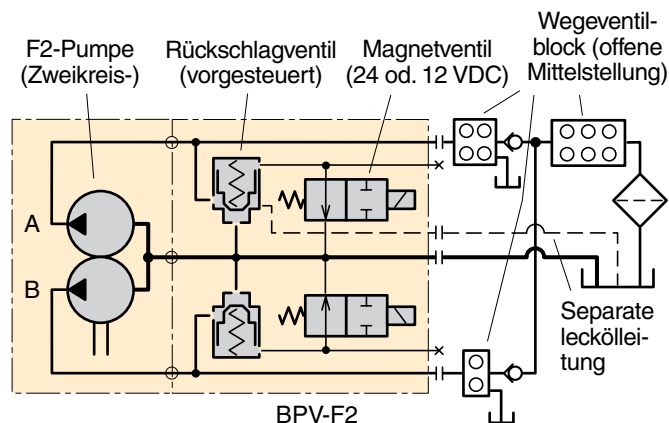 F2-Pumpe
(Zweikreis-)
Rückschlagventil
(vorgesteuert)
Magnetventil
(24 od. 12 VDC)
Wegeventil-
block (offene
Mittelstellung)
A
B
Separate
lecköllei-
tung
BPV-F2